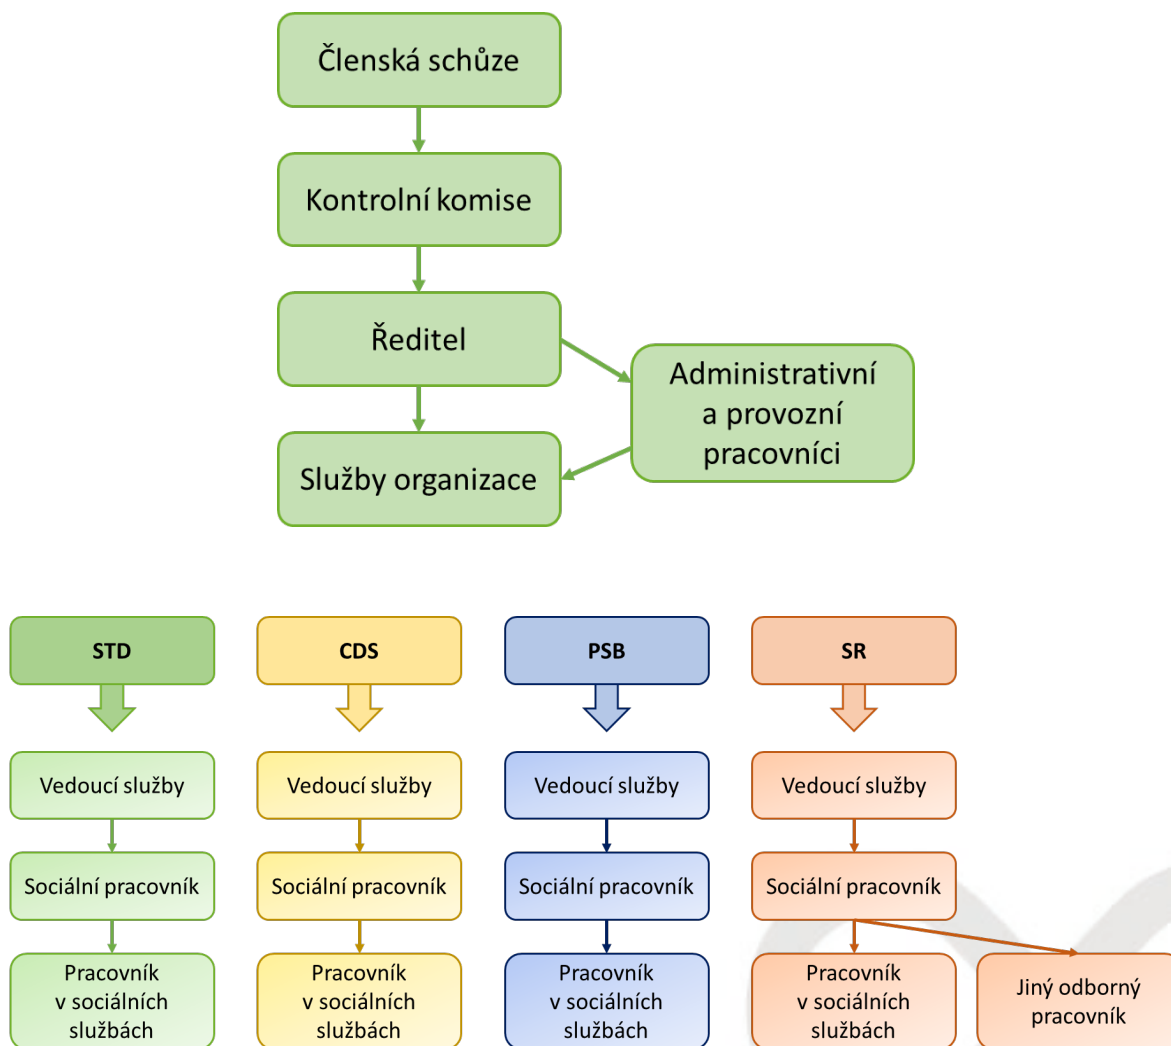 Členská schůze
Kontrolní komise
Ředitel
Administrativní
a provozní
pracovníci
Služby organizace
STD
CDS
PSB
SR
Vedoucí služby
Vedoucí služby
Vedoucí služby
Vedoucí služby
Sociální pracovník
Sociální pracovník
Sociální pracovník
Sociální pracovník
Pracovník
v sociálních
službách
Pracovník
v sociálních
službách
Pracovník
v sociálních
službách
Pracovník
v sociálních
službách
Jiný odborný
pracovník